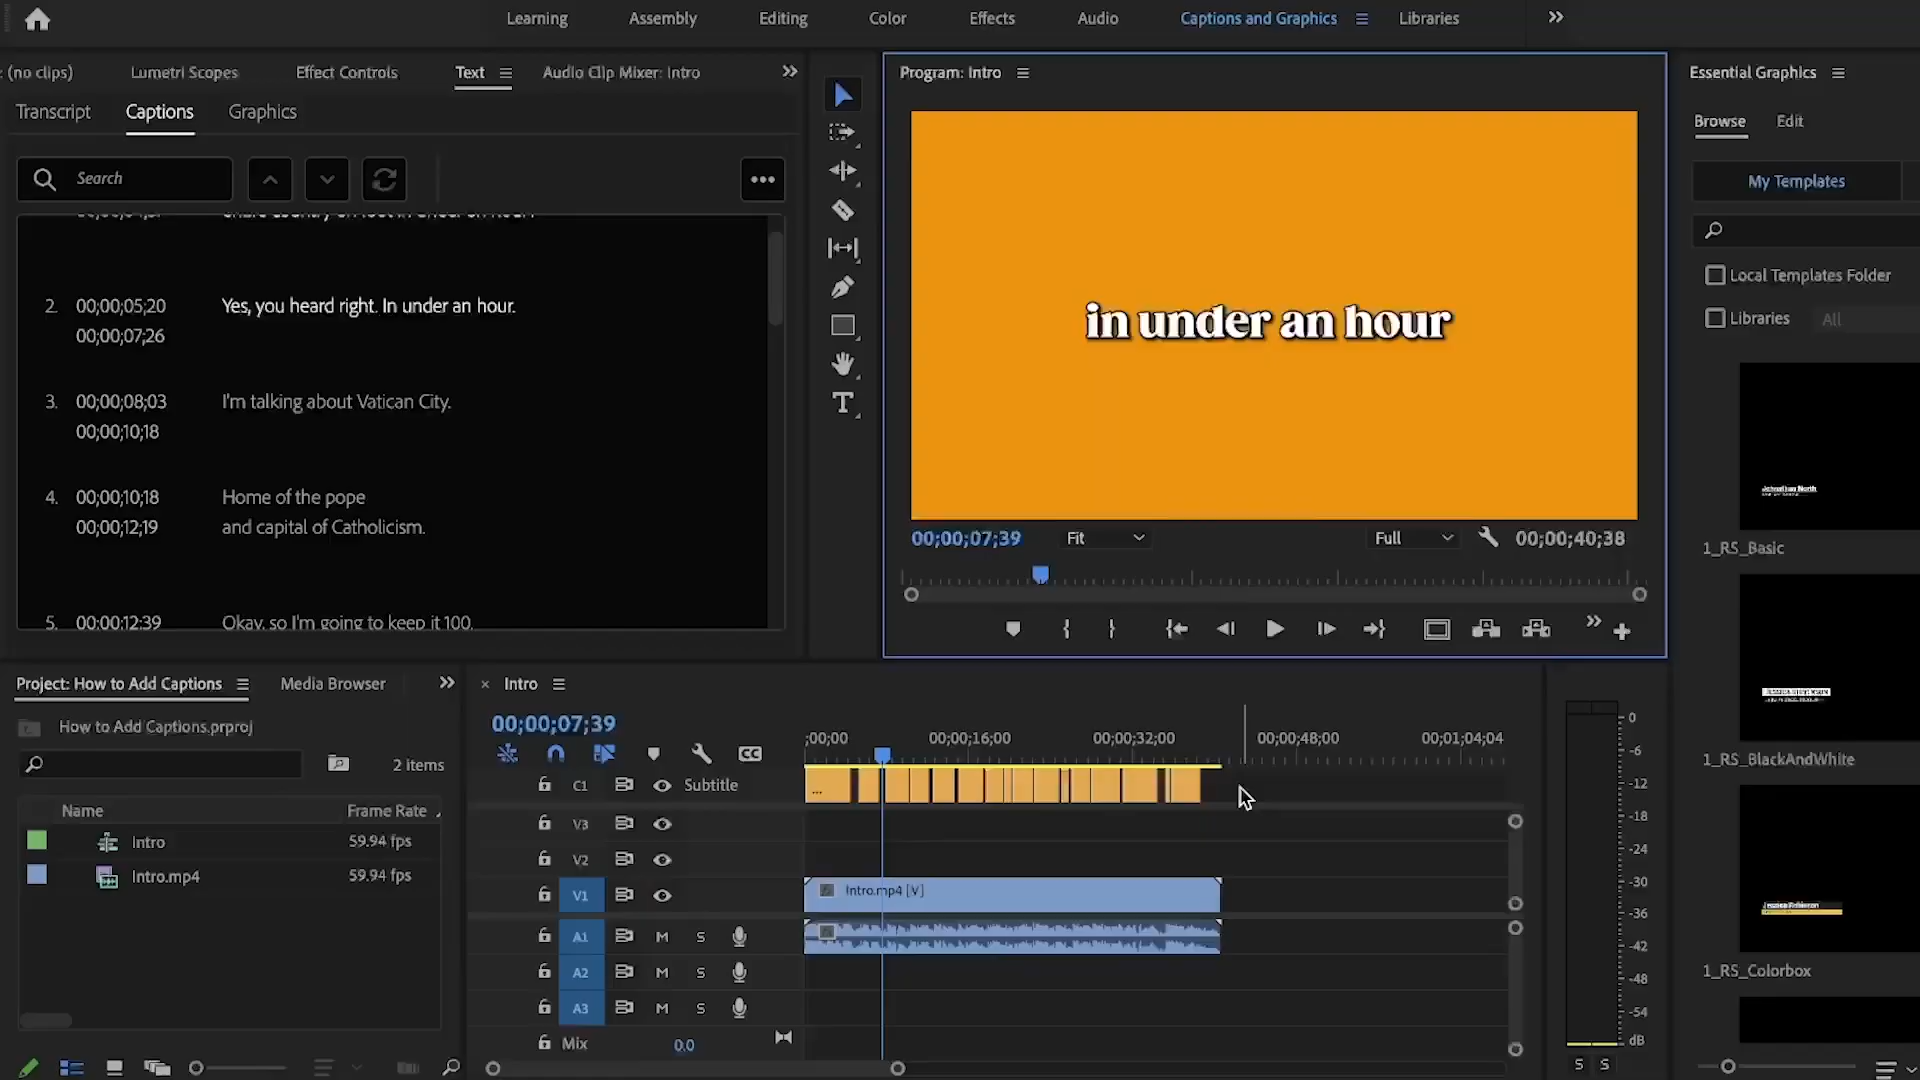 Learning Assembly Editing Color Effects Audio Captions and Graphics Libraries
: (no clips) Lumetri Scopes Effect Controls Text Audio Clip Mixer: Intro
Transcript Captions Graphics
Search
2. 00;00;05;20 Yes, you heard right. In under an hour.
00;00;07;26
3. 00;00;08;03 I'm talking about Vatican City.
00;00;10;18
4. 00;00;10;18 Home of the pope
00;00;12;19 and capital of Catholicism.
5. 00;00;12;39 Okay, so I'm going to keep it 100.
Program: Intro
in under an hour
00;00;07;39 Fit Full 00;00;40;38
Essential Graphics
Browse Edit
My Templates
Local Templates Folder
Libraries All
1_RS_Basic
1_RS_BlackAndWhite
1_RS_Colorbox
Project: How to Add Captions Media Browser
How to Add Captions.prproj
2 items
Name Frame Rate
Intro 59.94 fps
Intro.mp4 59.94 fps
× Intro
00;00;07;39
;00;00 00;00;16;00 00;00;32;00 00;00;48;00 00;01;04;04
CC
C1 Subtitle
...
V3
V2
V1 Intro.mp4 [V]
A1 M S
A2 M S
A3 M S
Mix 0.0
0
-6
-12
-18
-24
-30
-36
-42
-48
-54
dB
S S